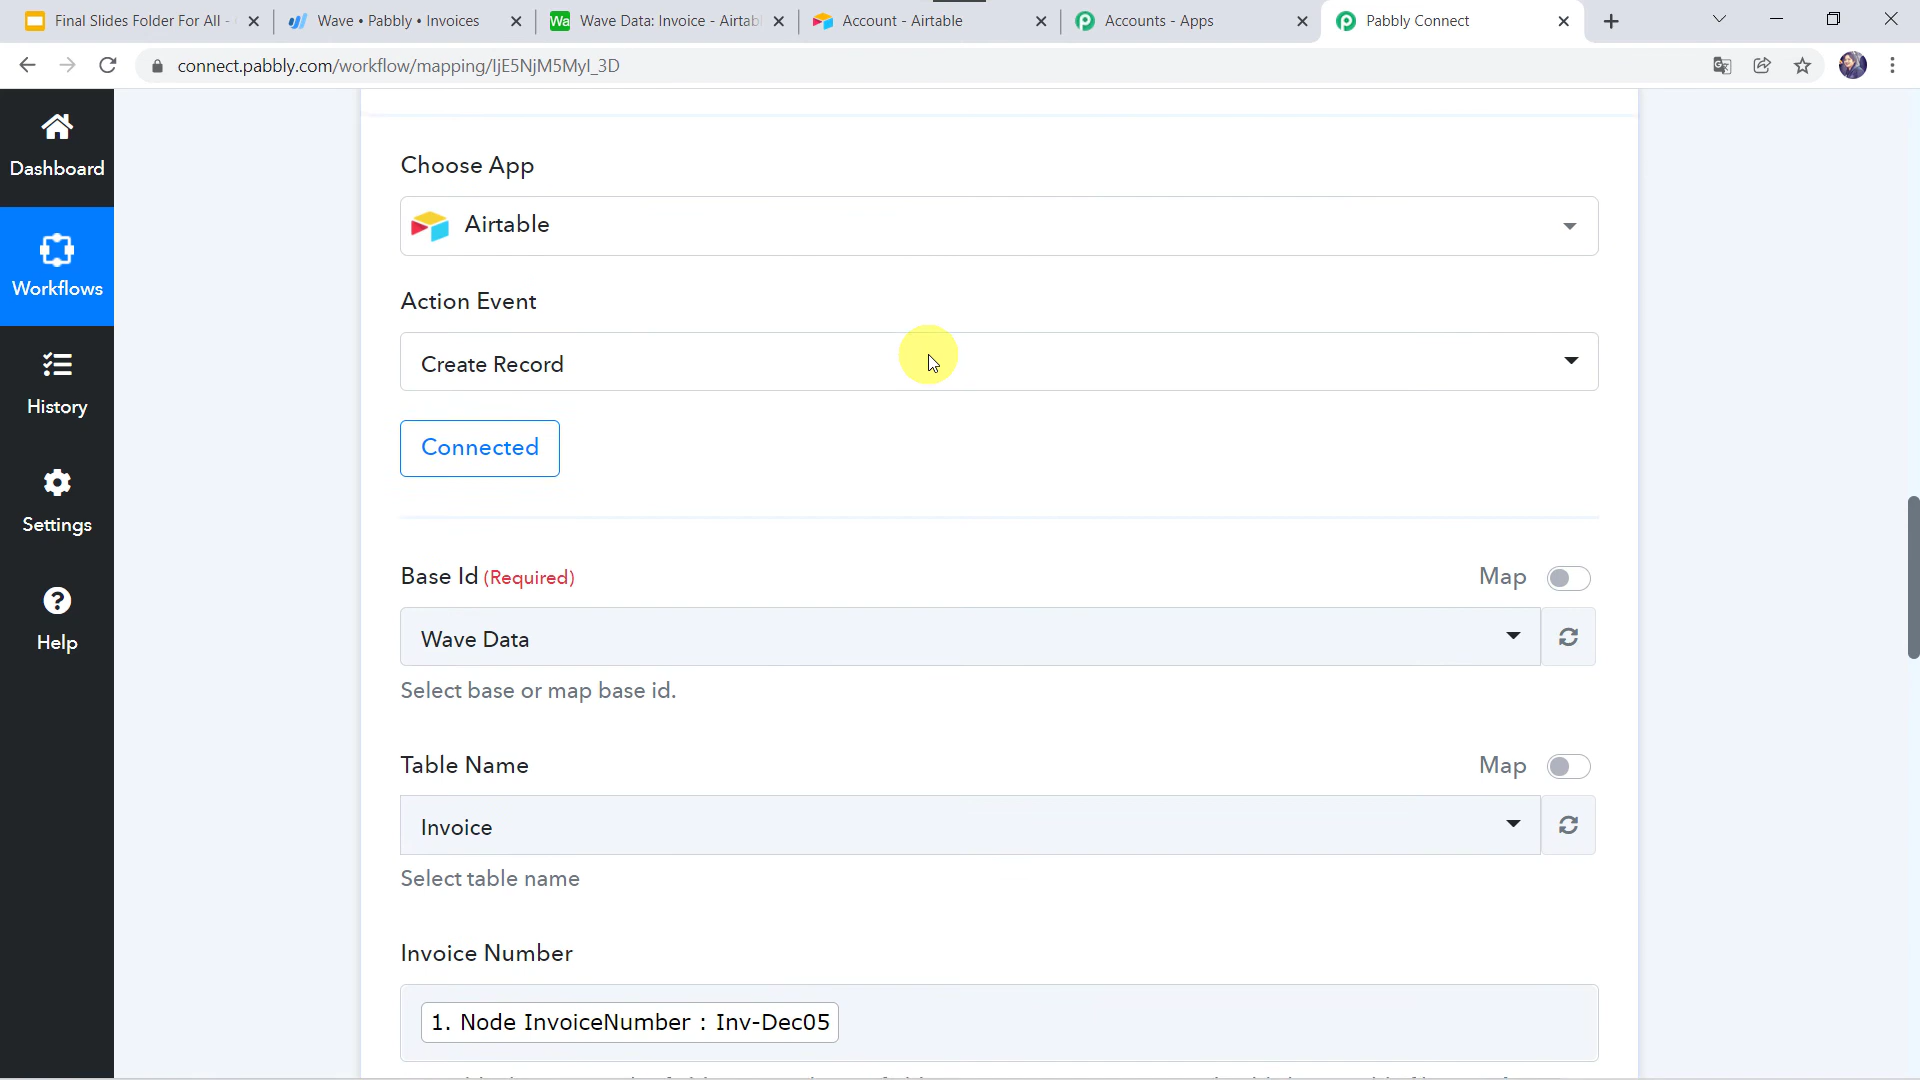 Final Slides Folder For All -
Wave • Pabbly • Invoices
Wa
Wave Data: Invoice - Airtabl
Account - Airtable
Accounts - Apps
Pabbly Connect
connect.pabbly.com/workflow/mapping/IjE5NjM5MyI_3D
Dashboard
Workflows
History
Settings
Help
Choose App
Airtable
Action Event
Create Record
Connected
Base Id (Required)
Map
Wave Data
Select base or map base id.
Table Name
Map
Invoice
Select table name
Invoice Number
1. Node InvoiceNumber : Inv-Dec05